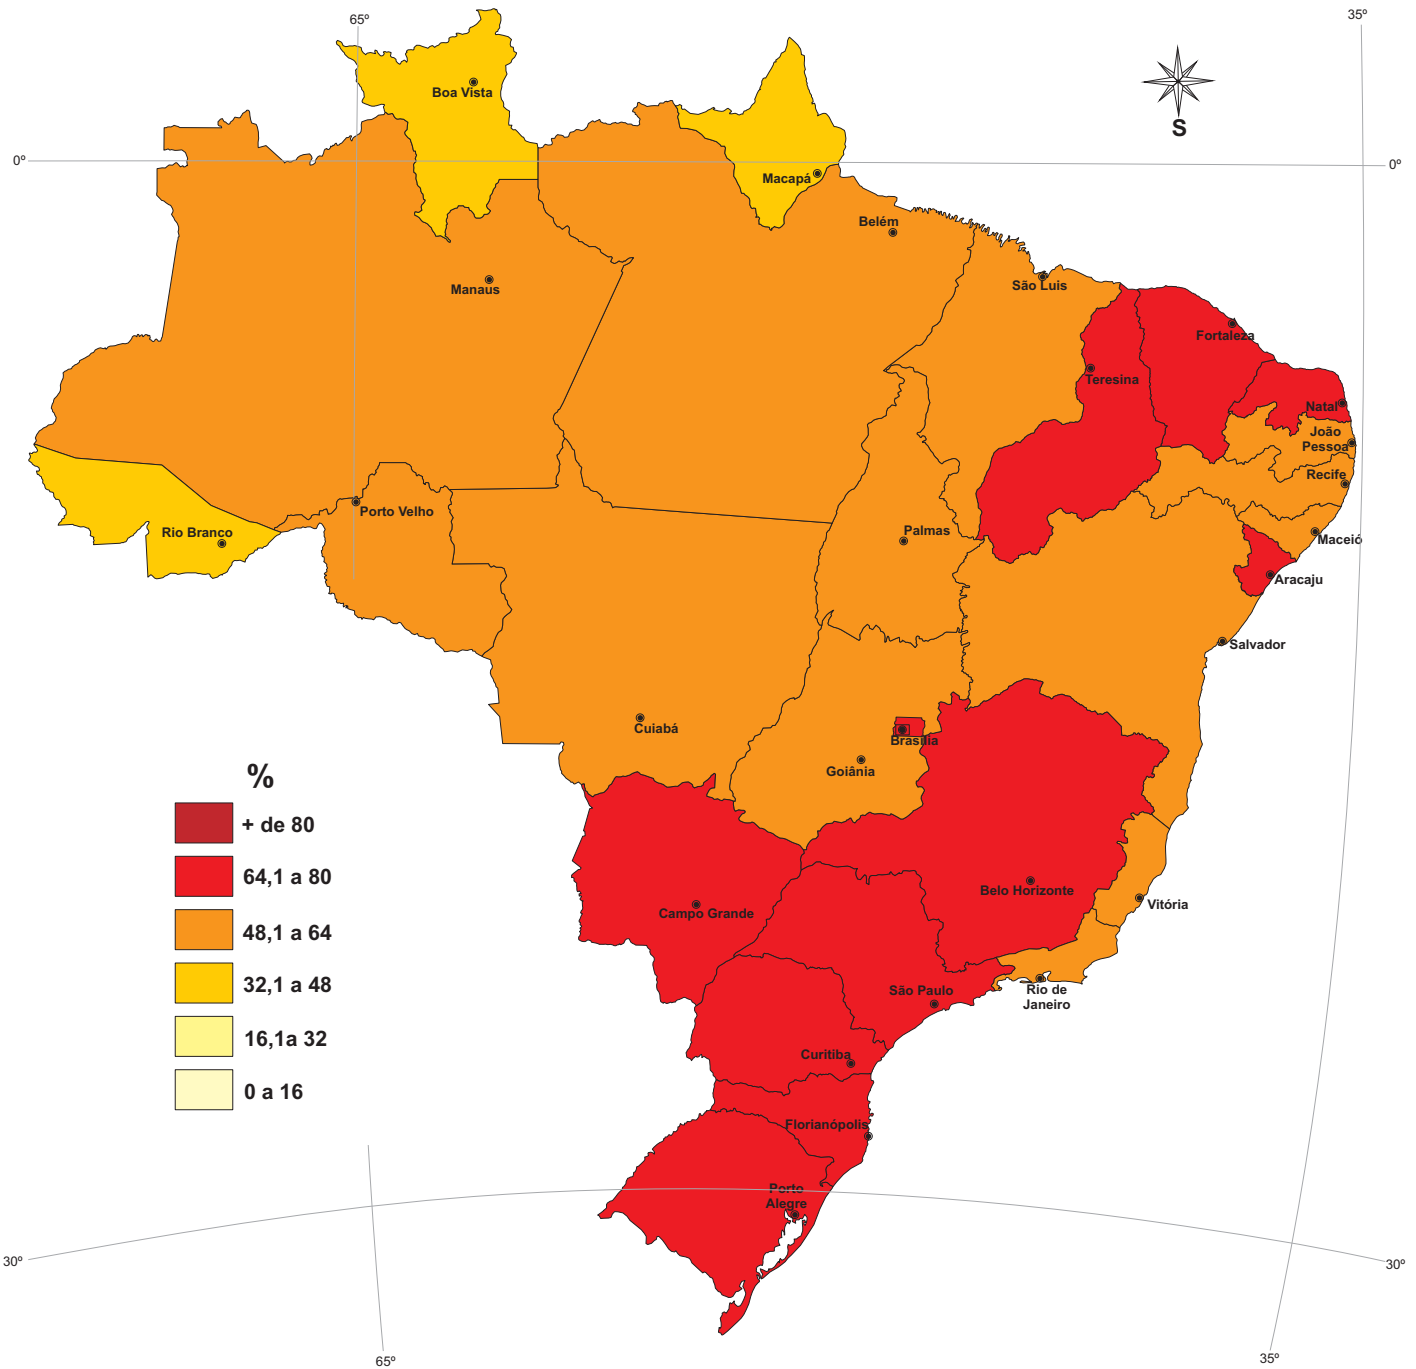 65º
35º
Boa Vista
S
0º
0º
Macapá
Belém
Manaus
São Luis
Fortaleza
Teresina
Natal
João
Pessoa
Recife
Porto Velho
Rio Branco
Palmas
Maceió
Aracaju
Salvador
Cuiabá
Brasília
Goiânia
%
+ de 80
64,1 a 80
48,1 a 64
32,1 a 48
16,1a 32
0 a 16
Belo Horizonte
Vitória
Campo Grande
São Paulo
Rio de
Janeiro
Curitiba
Florianópolis
Porto
Alegre
30º
30º
65º
35º